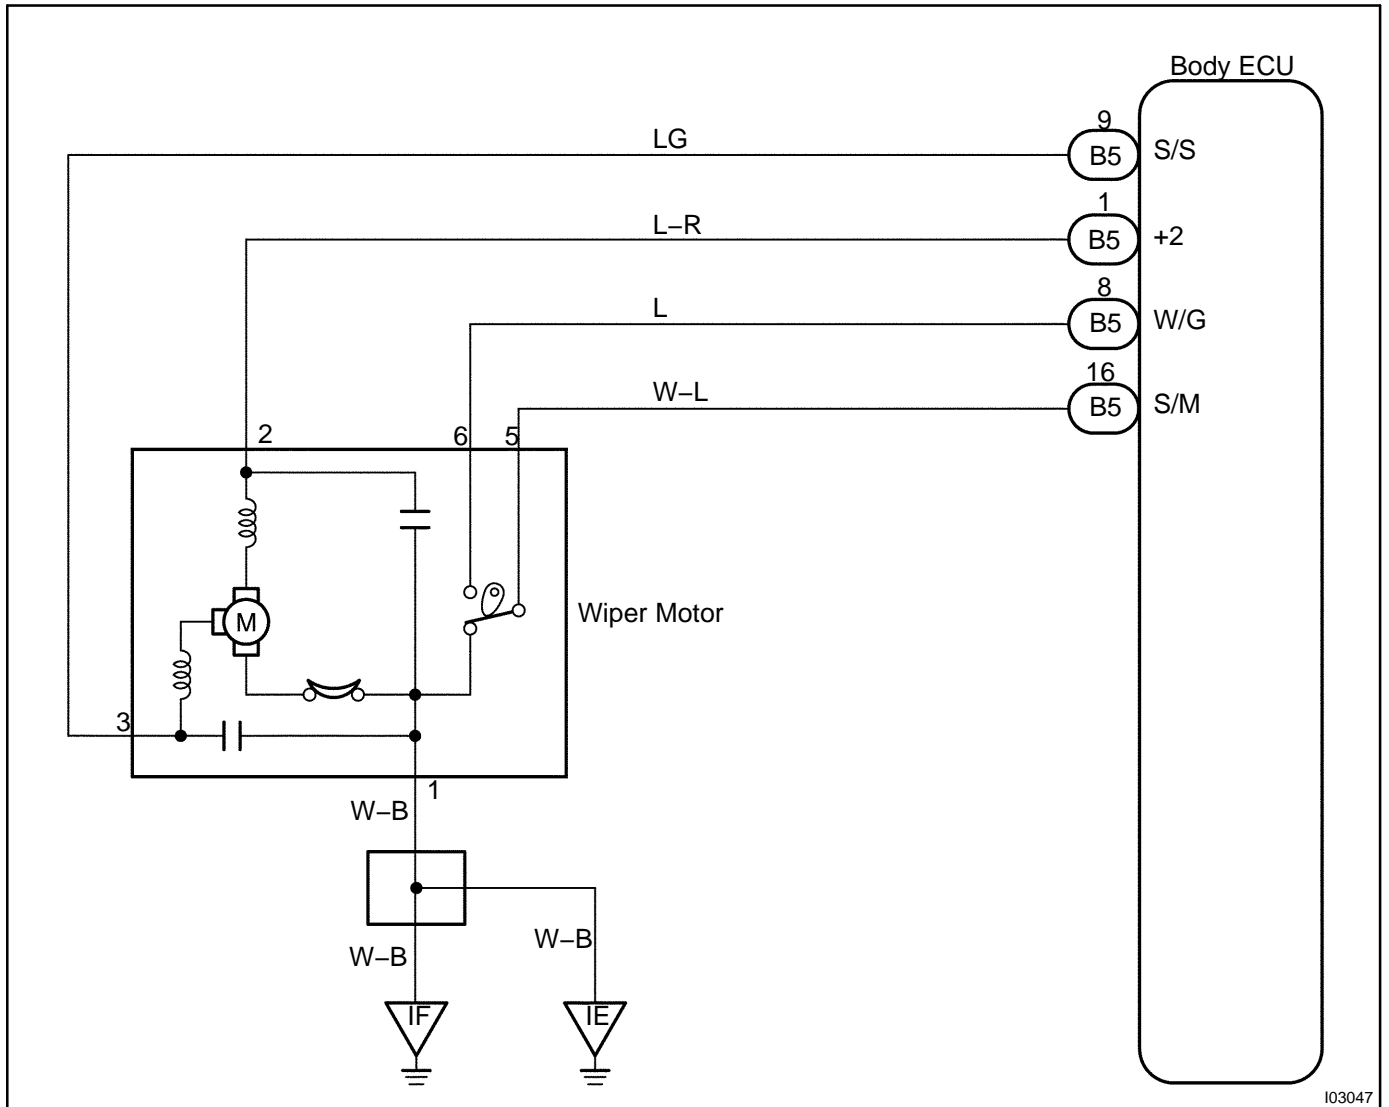 Body ECU
9
LG
B5
S/S
1
L–R
B5
+2
8
L
B5
W/G
16
W–L
B5
S/M
2
6
5
M
Wiper Motor
3
1
W–B
W–B
W–B
IF
IE
I03047